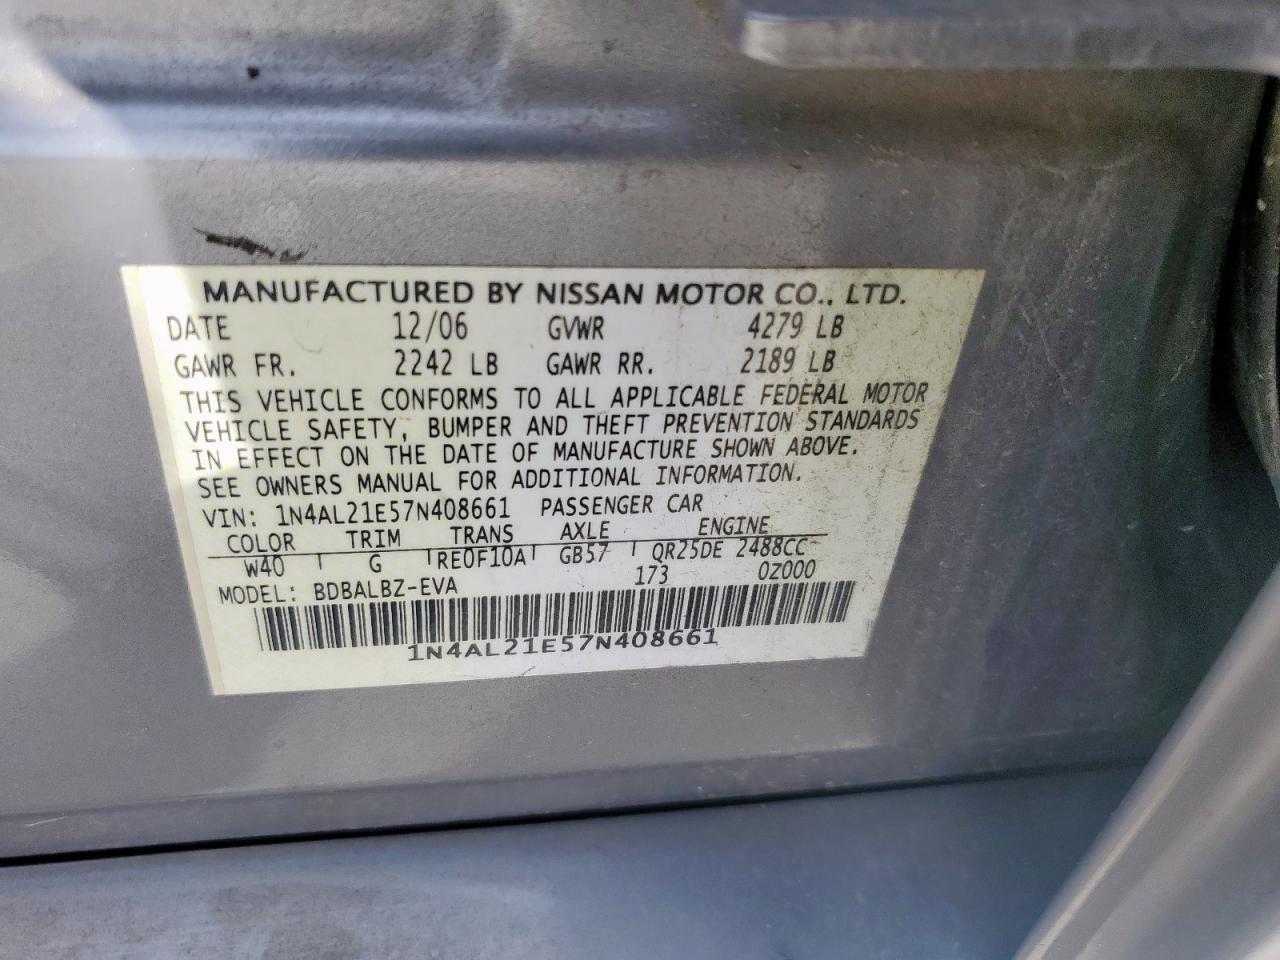 MANUFACTURED BY NISSAN MOTOR CO., LTD.
DATE 12/06 GVWR 4279 LB
GAWR FR. 2242 LB GAWR RR. 2189 LB
THIS VEHICLE CONFORMS TO ALL APPLICABLE FEDERAL MOTOR
VEHICLE SAFETY, BUMPER AND THEFT PREVENTION STANDARDS
IN EFFECT ON THE DATE OF MANUFACTURE SHOWN ABOVE.
SEE OWNERS MANUAL FOR ADDITIONAL INFORMATION.
VIN: 1N4AL21E57N408661 PASSENGER CAR
COLOR TRIM TRANS AXLE ENGINE
W40 G RE0F10A GB57 QR25DE 2488CC
MODEL: BDBALBZ-EVA 173 0Z000
1N4AL21E57N408661